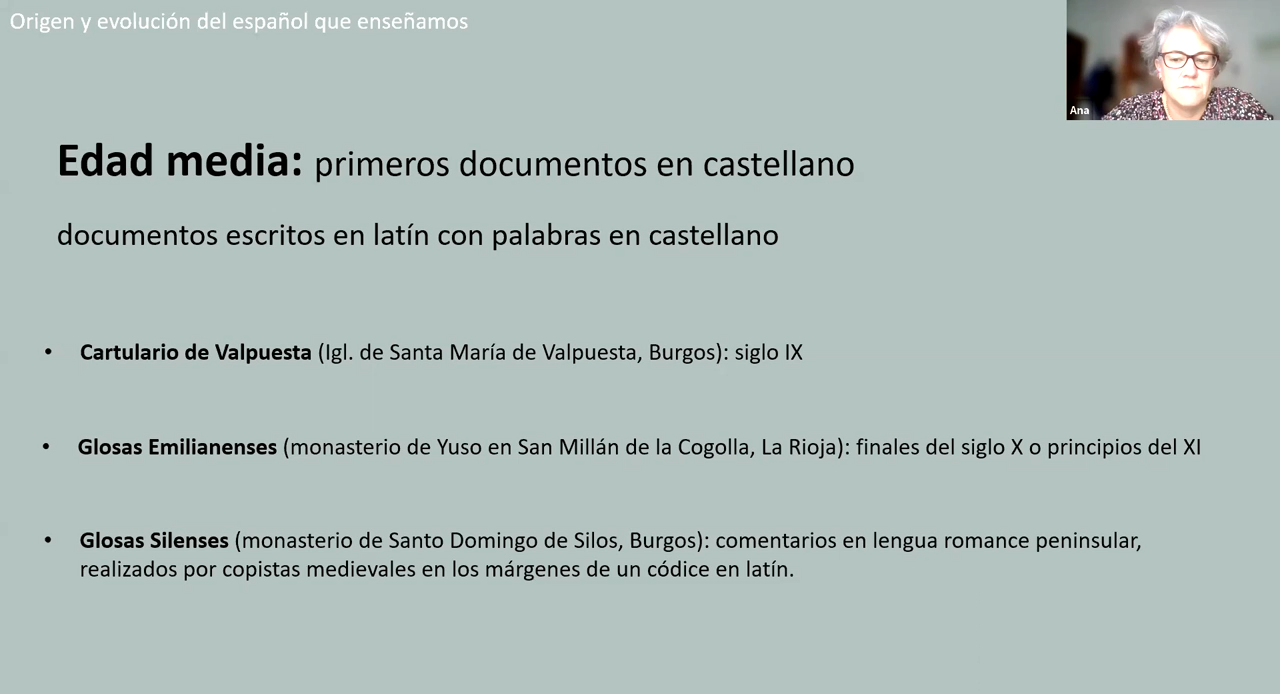 Origen y evolución del español que enseñamos
Ana
Edad media: primeros documentos en castellano
documentos escritos en latín con palabras en castellano
• Cartulario de Valpuesta (Igl. de Santa María de Valpuesta, Burgos): siglo IX
• Glosas Emilianenses (monasterio de Yuso en San Millán de la Cogolla, La Rioja): finales del siglo X o principios del XI
• Glosas Silenses (monasterio de Santo Domingo de Silos, Burgos): comentarios en lengua romance peninsular,
realizados por copistas medievales en los márgenes de un códice en latín.